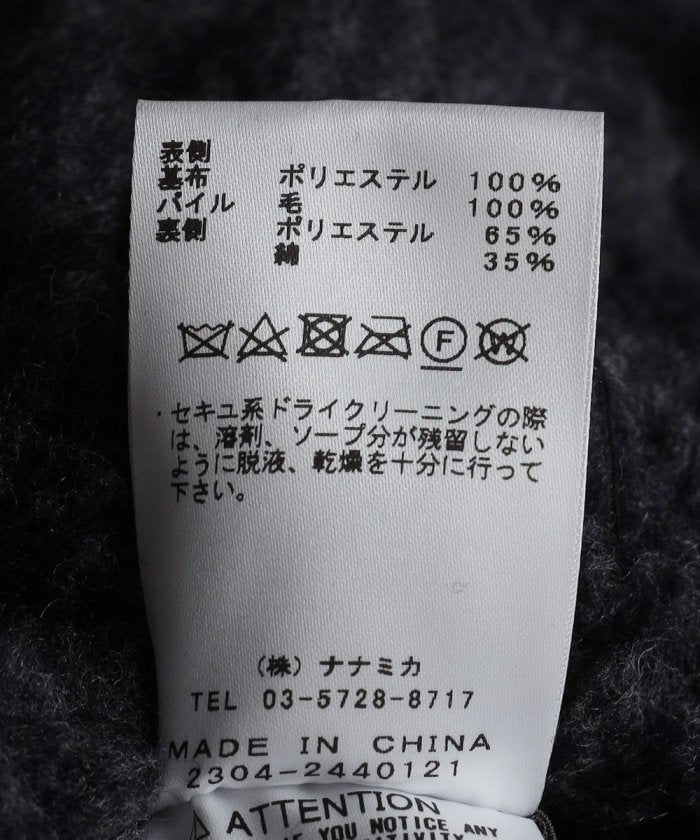 表側
基布 ポリエステル 100%
パイル 毛 100%
裏側 ポリエステル 65%
綿 35%
F W
・セキユ系ドライクリーニングの際
は、溶剤、ソープ分が残留しない
ように脱液、乾燥を十分に行って
下さい。
（株）ナナミカ
TEL 03-5728-8717
MADE IN CHINA
2304-2440121
ATTENTION
IF YOU NOTICE ANY